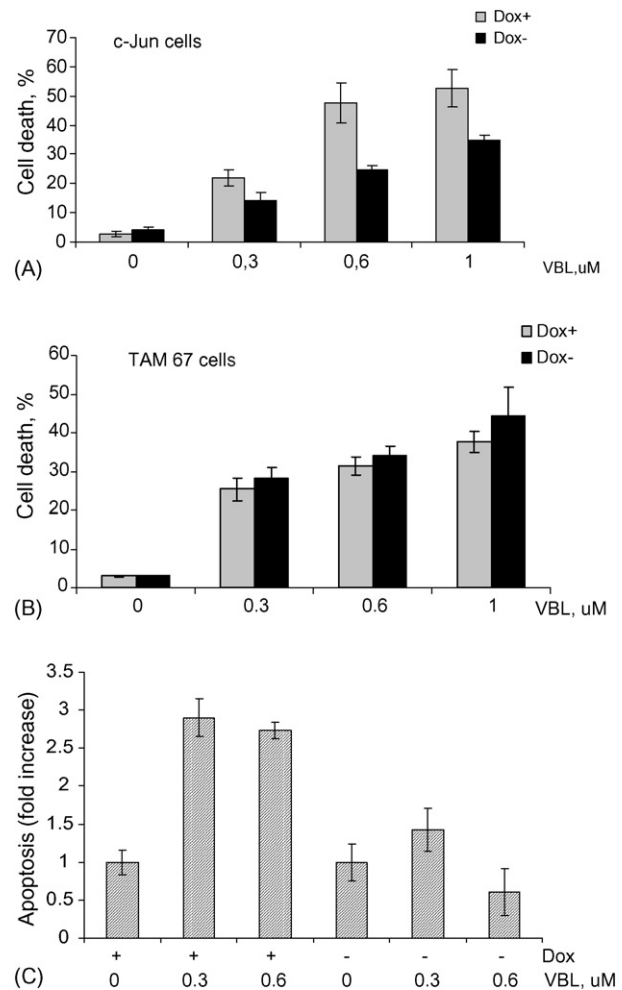 Dox+
c-Jun cells
Dox-
Cell death, %
70
60
50
40
30
20
10
0
0 0,3 0,6 1 VBL,uM
(A)
Dox+
TAM 67 cells
Dox-
Cell death, %
60
50
40
30
20
10
0
0 0.3 0.6 1 VBL, uM
(B)
Apoptosis (fold increase)
3.5
3
2.5
2
1.5
1
0.5
0
+ + + - - - Dox
0 0.3 0.6 0 0.3 0.6 VBL, uM
(C)